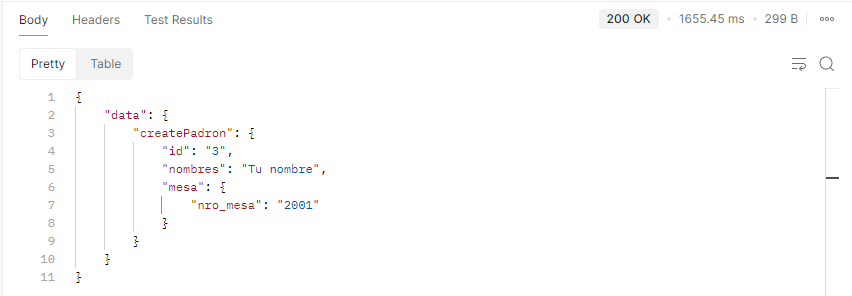 Body Headers Test Results 200 OK • 1655.45 ms • 299 B
Pretty Table
1 {
2 "data": {
3 "createPadron": {
4 "id": "3",
5 "nombres": "Tu nombre",
6 "mesa": {
7 "nro_mesa": "2001"
8 }
9 }
10 }
11 }